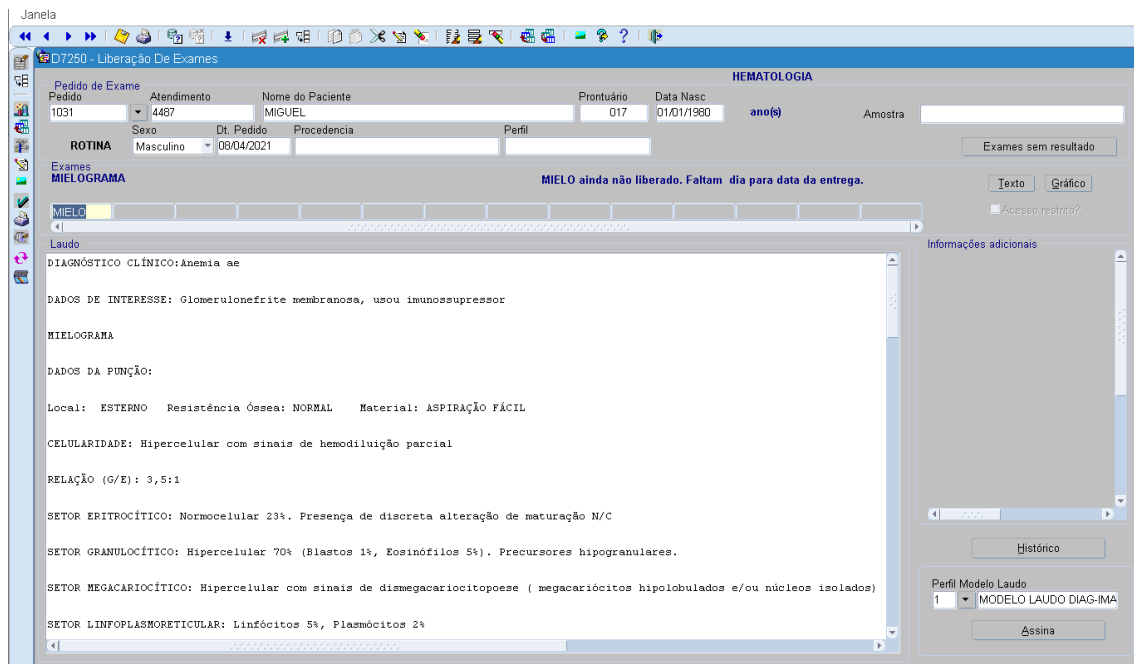 Janela
D7250 - Liberação De Exames
HEMATOLOGIA
Pedido de Exame
Pedido Atendimento Nome do Paciente Prontuário Data Nasc
1031 4487 MIGUEL 017 01/01/1980 ano(s) Amostra
Sexo Dt. Pedido Procedencia Perfil
ROTINA Masculino 08/04/2021 Exames sem resultado
Exames
MIELOGRAMA MIELO ainda não liberado. Faltam dia para data da entrega. Texto Gráfico
Acesso restrito?
MIELO
Laudo Informações adicionais
DIAGNÓSTICO CLÍNICO:Anemia ae
DADOS DE INTERESSE: Glomerulonefrite membranosa, usou imunossupressor
MIELOGRAMA
DADOS DA PUNÇÃO:
Local: ESTERNO Resistência Óssea: NORMAL Material: ASPIRAÇÃO FÁCIL
CELULARIDADE: Hipercelular com sinais de hemodiluição parcial
RELAÇÃO (G/E): 3,5:1
SETOR ERITROCÍTICO: Normocelular 23%. Presença de discreta alteração de maturação N/C
SETOR GRANULOCÍTICO: Hipercelular 70% (Blastos 1%, Eosinófilos 5%). Precursores hipogranulares.
SETOR MEGACARIOCÍTICO: Hipercelular com sinais de dismegacariocitopoese ( megacariócitos hipolobulados e/ou núcleos isolados)
SETOR LINFOPLASMORETICULAR: Linfócitos 5%, Plasmócitos 2%
Histórico
Perfil Modelo Laudo
1 MODELO LAUDO DIAG-IMA
Assina